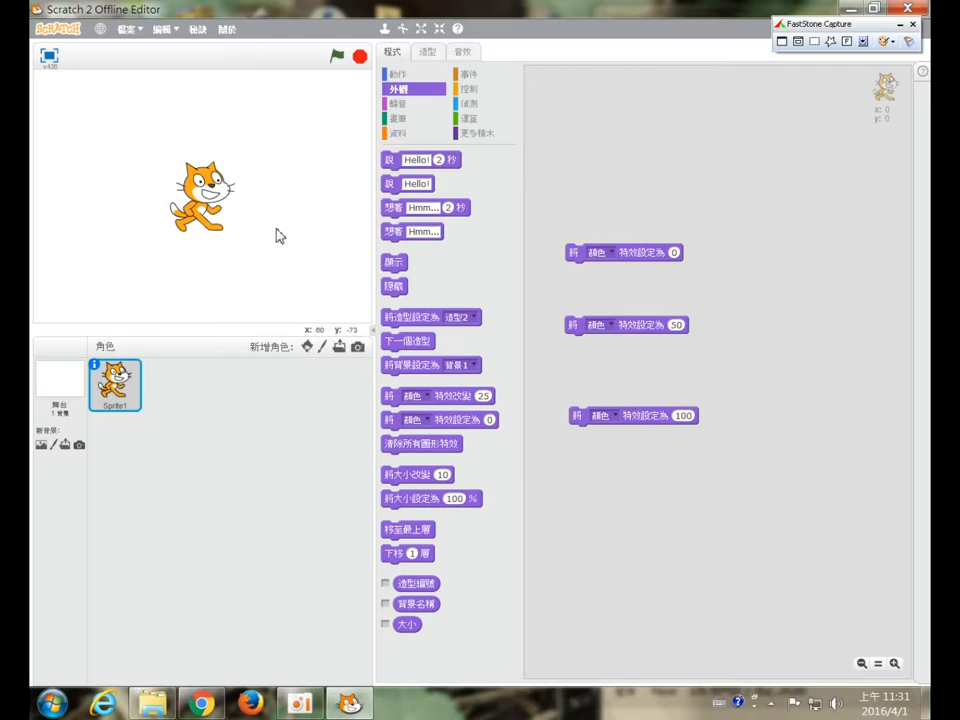 Scratch 2 Offline Editor
FastStone Capture
SCRATCH
檔案
編輯
秘訣
關於
v436
程式
造型
音效
動作
事件
外觀
控制
聲音
偵測
畫筆
運算
資料
更多積木
x: 0
y: 0
說 Hello! 2 秒
說 Hello!
想著 Hmm... 2 秒
想著 Hmm...
顯示
隱藏
將造型設定為 造型2
下一個造型
將背景設定為 背景1
將 顏色 特效改變 25
將 顏色 特效設定為 0
清除所有圖形特效
將大小改變 10
將大小設定為 100 %
移至最上層
下移 1 層
造型編號
背景名稱
大小
將 顏色 特效設定為 0
將 顏色 特效設定為 50
將 顏色 特效設定為 100
x: 60 y: -73
角色
新增角色:
Sprite1
舞台
1 背景
新背景:
上午 11:31
2016/4/1